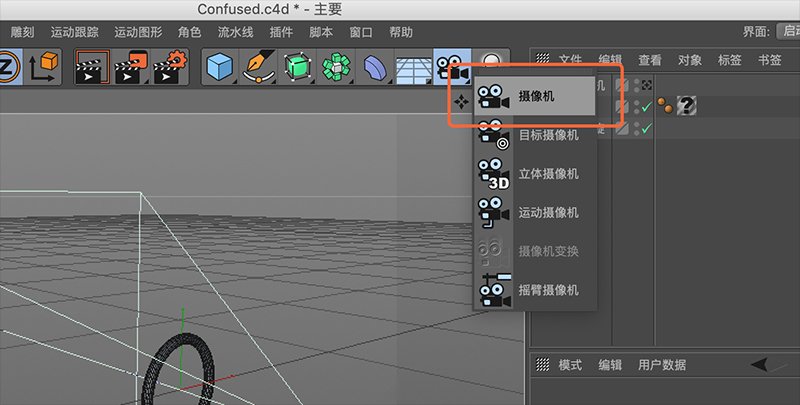 Confused.c4d * - 主要
雕刻 运动跟踪 运动图形 角色 流水线 插件 脚本 窗口 帮助 界面: 启动
文件 编辑 查看 对象 标签 书签
摄像机
目标摄像机
立体摄像机
3D
运动摄像机
摄像机变换
摇臂摄像机
模式 编辑 用户数据